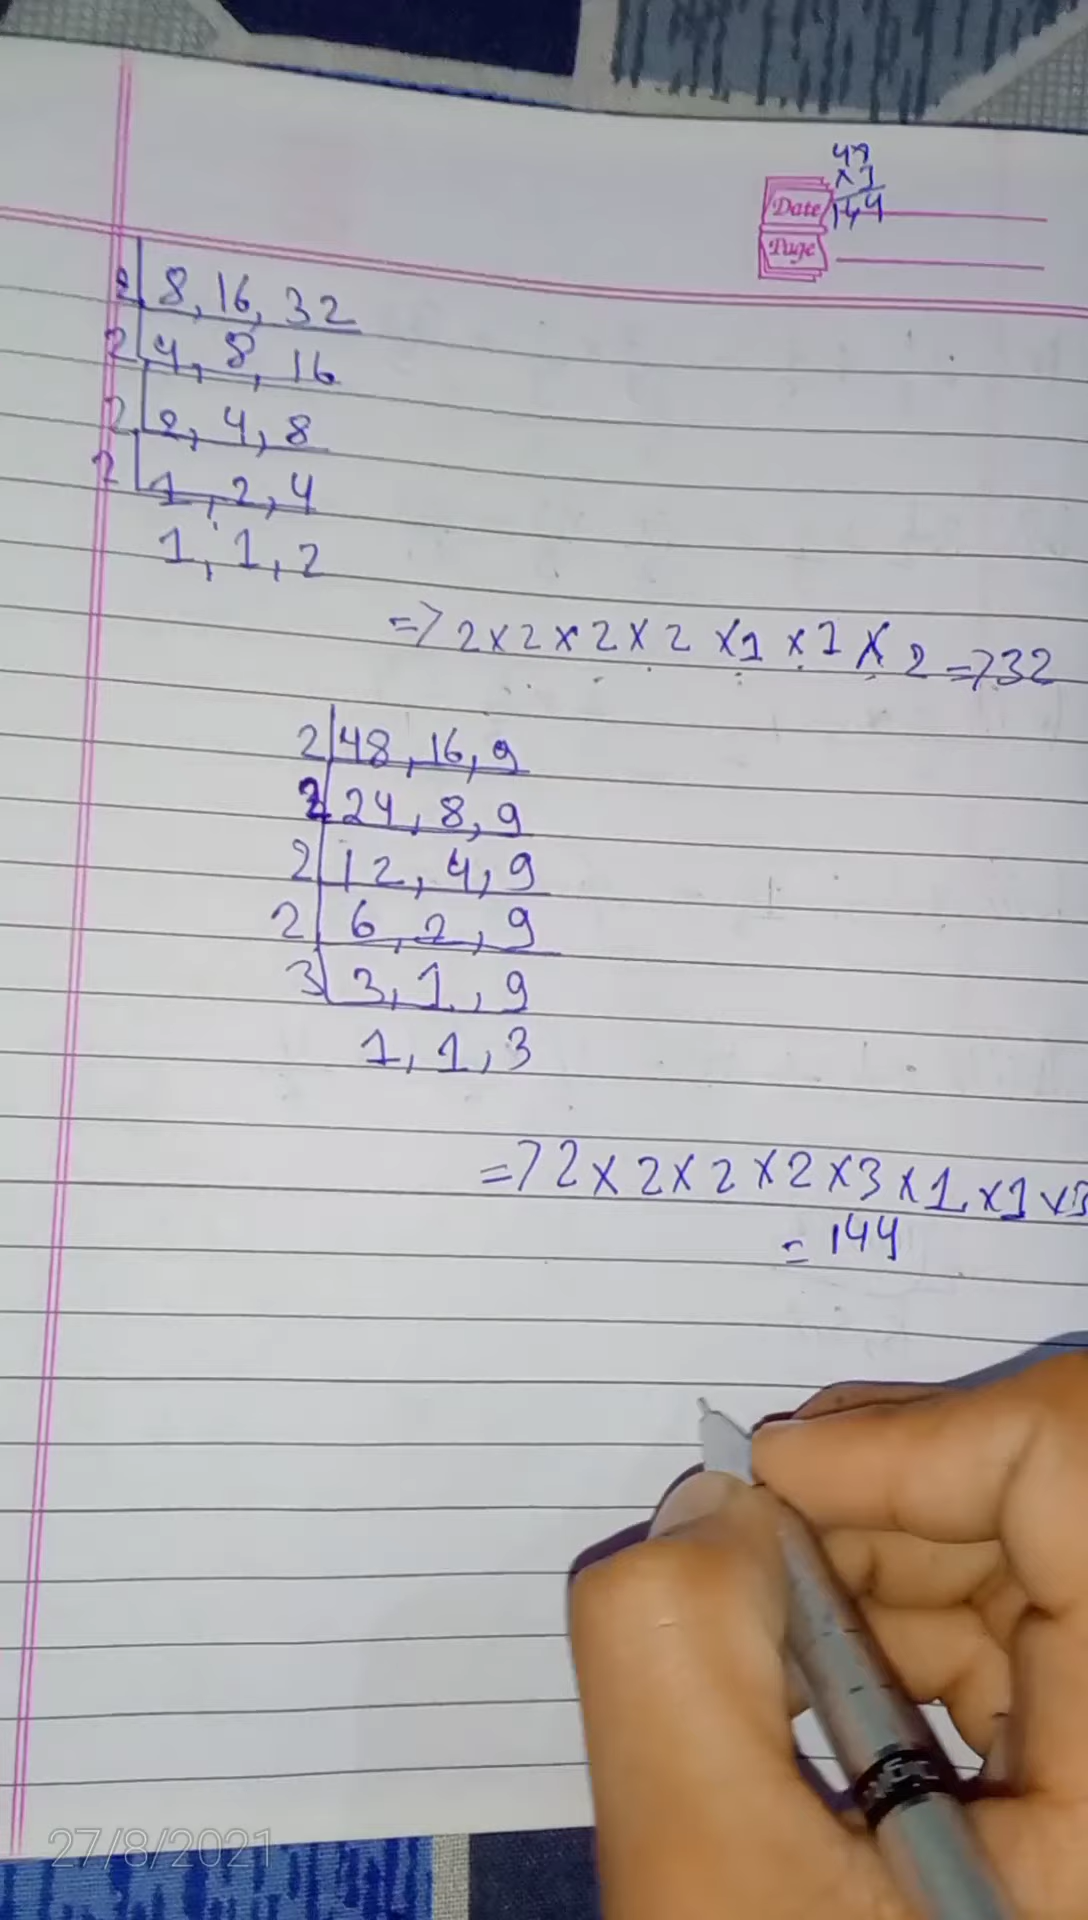 48
×3
Date 144
Page
2 8, 16, 32
2 4, 8, 16
2 2, 4, 8
2 1, 2, 4
1, 1, 2
=> 2×2×2×2×1×1×2 => 32
2 48, 16, 9
2 24, 8, 9
2 12, 4, 9
2 6, 2, 9
3 3, 1, 9
1, 1, 3
=> 2×2×2×2×3×1×1×3
= 144
27/8/2021